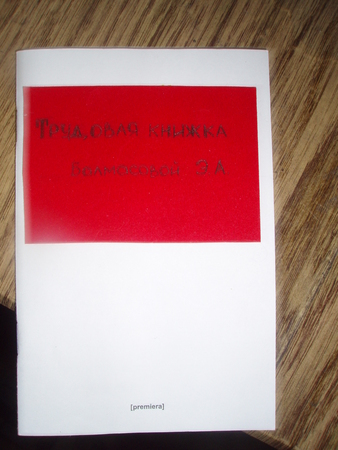 Трудовая книжка
Э.А
[premiera]